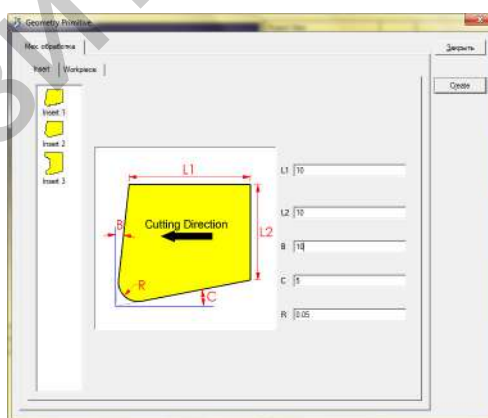 Geometry Primitive
Мех. обработка
Закрыть
Insert
Workpiece
Create
Insert 1
Insert 2
Insert 3
L1
B
Cutting Direction
L2
R
C
L1 10
L2 10
B 10
C 5
R 0.05